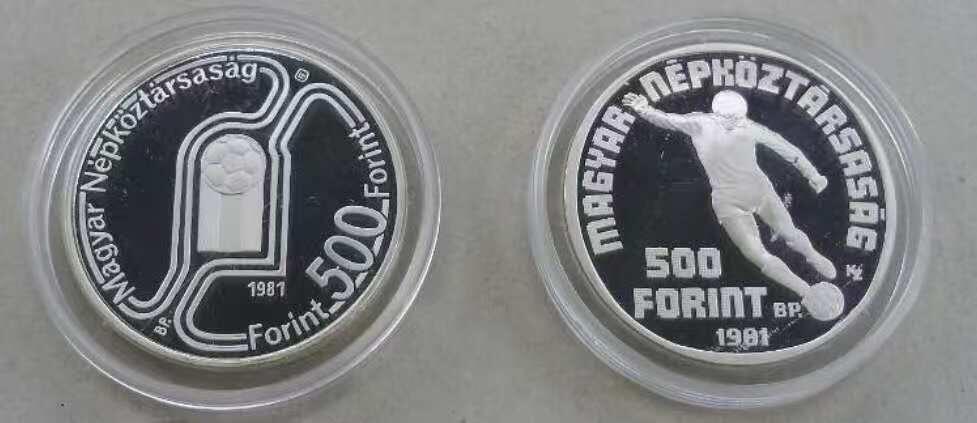 Magyar Népköztársaság
Forint 500 Forint
1981
BP.
MAGYAR NÉPKÖZTÁRSASÁG
500
FORINT BP.
1981